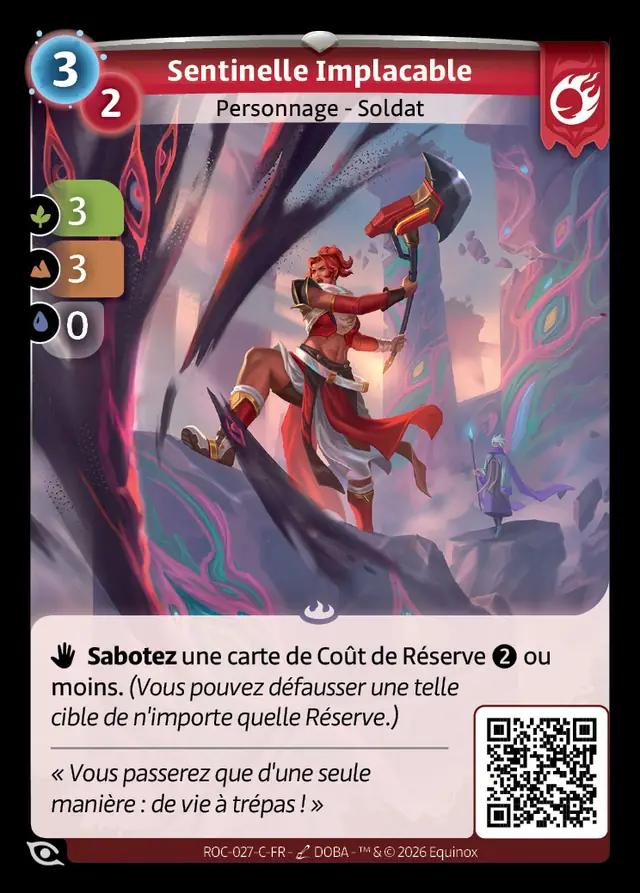 3
Sentinelle Implacable
2
Personnage - Soldat
3
3
0
Sabotez une carte de Coût de Réserve 2 ou
moins. (Vous pouvez défausser une telle
cible de n'importe quelle Réserve.)
« Vous passerez que d'une seule
manière : de vie à trépas ! »
ROC-027-C-FR - DOBA - ™ & © 2026 Equinox